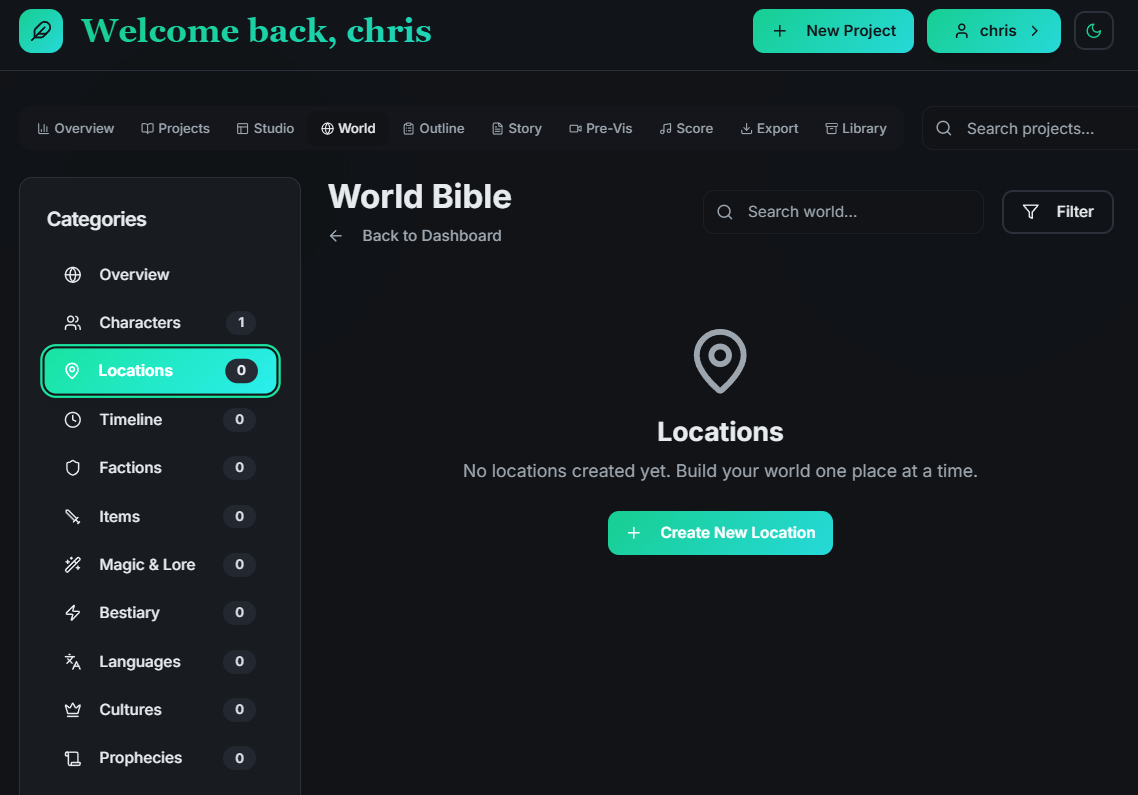 Welcome back, chris
New Project
chris
Overview
Projects
Studio
World
Outline
Story
Pre-Vis
Score
Export
Library
Search projects...
Categories
Overview
Characters 1
Locations 0
Timeline 0
Factions 0
Items 0
Magic & Lore 0
Bestiary 0
Languages 0
Cultures 0
Prophecies 0
World Bible
Back to Dashboard
Search world...
Filter
Locations
No locations created yet. Build your world one place at a time.
Create New Location